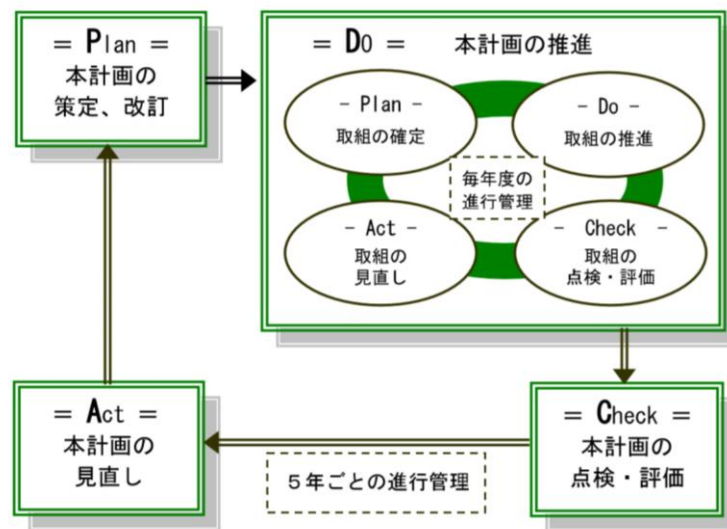 = Plan =
本計画の
策定、改訂
= Do =　本計画の推進
- Plan -
取組の確定
- Do -
取組の推進
毎年度の
進行管理
- Act -
取組の
見直し
- Check -
取組の
点検・評価
= Act =
本計画の
見直し
５年ごとの進行管理
= Check =
本計画の
点検・評価